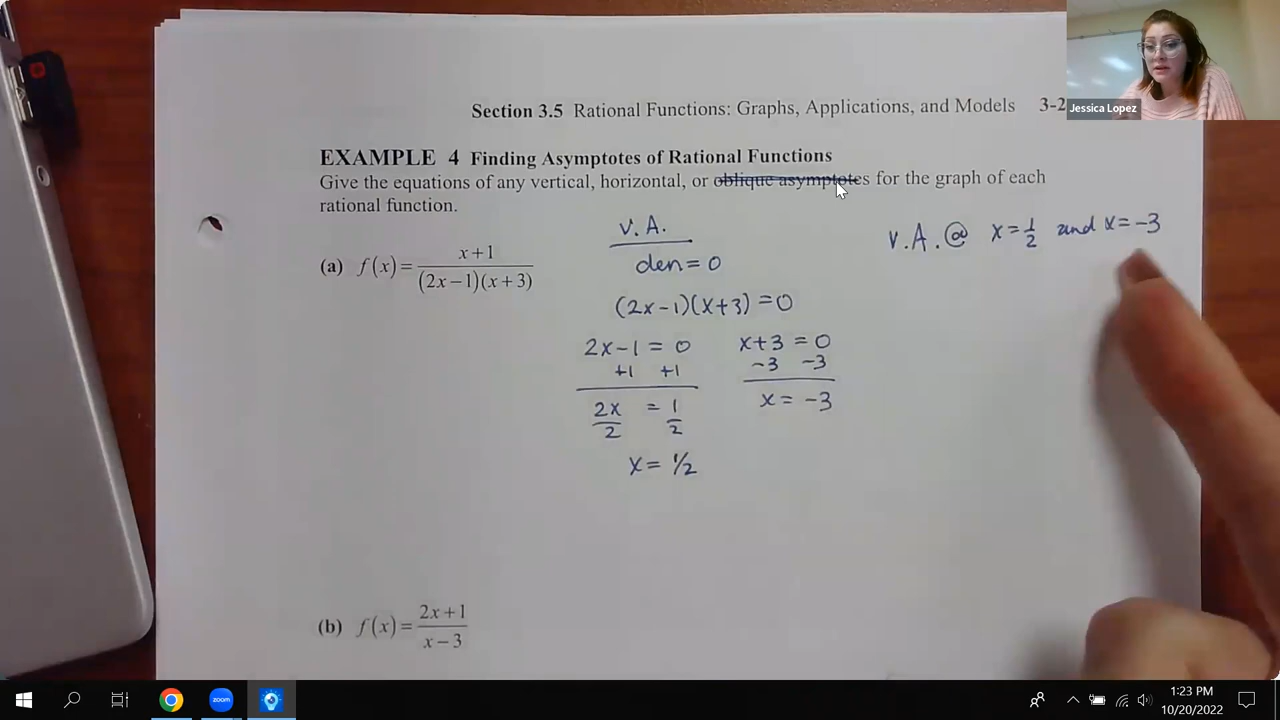 Jessica Lopez
Section 3.5 Rational Functions: Graphs, Applications, and Models 3-2
EXAMPLE 4 Finding Asymptotes of Rational Functions
Give the equations of any vertical, horizontal, or oblique asymptotes for the graph of each
rational function.
(a) f(x) = x+1 / (2x−1)(x+3)
V.A.
den = 0
(2x−1)(x+3) = 0
2x−1 = 0
+1 +1
2x/2 = 1/2
x = 1/2
x+3 = 0
−3 −3
x = −3
V.A. @ x = 1/2 and x = −3
(b) f(x) = 2x+1 / x−3
zoom
1:23 PM
10/20/2022